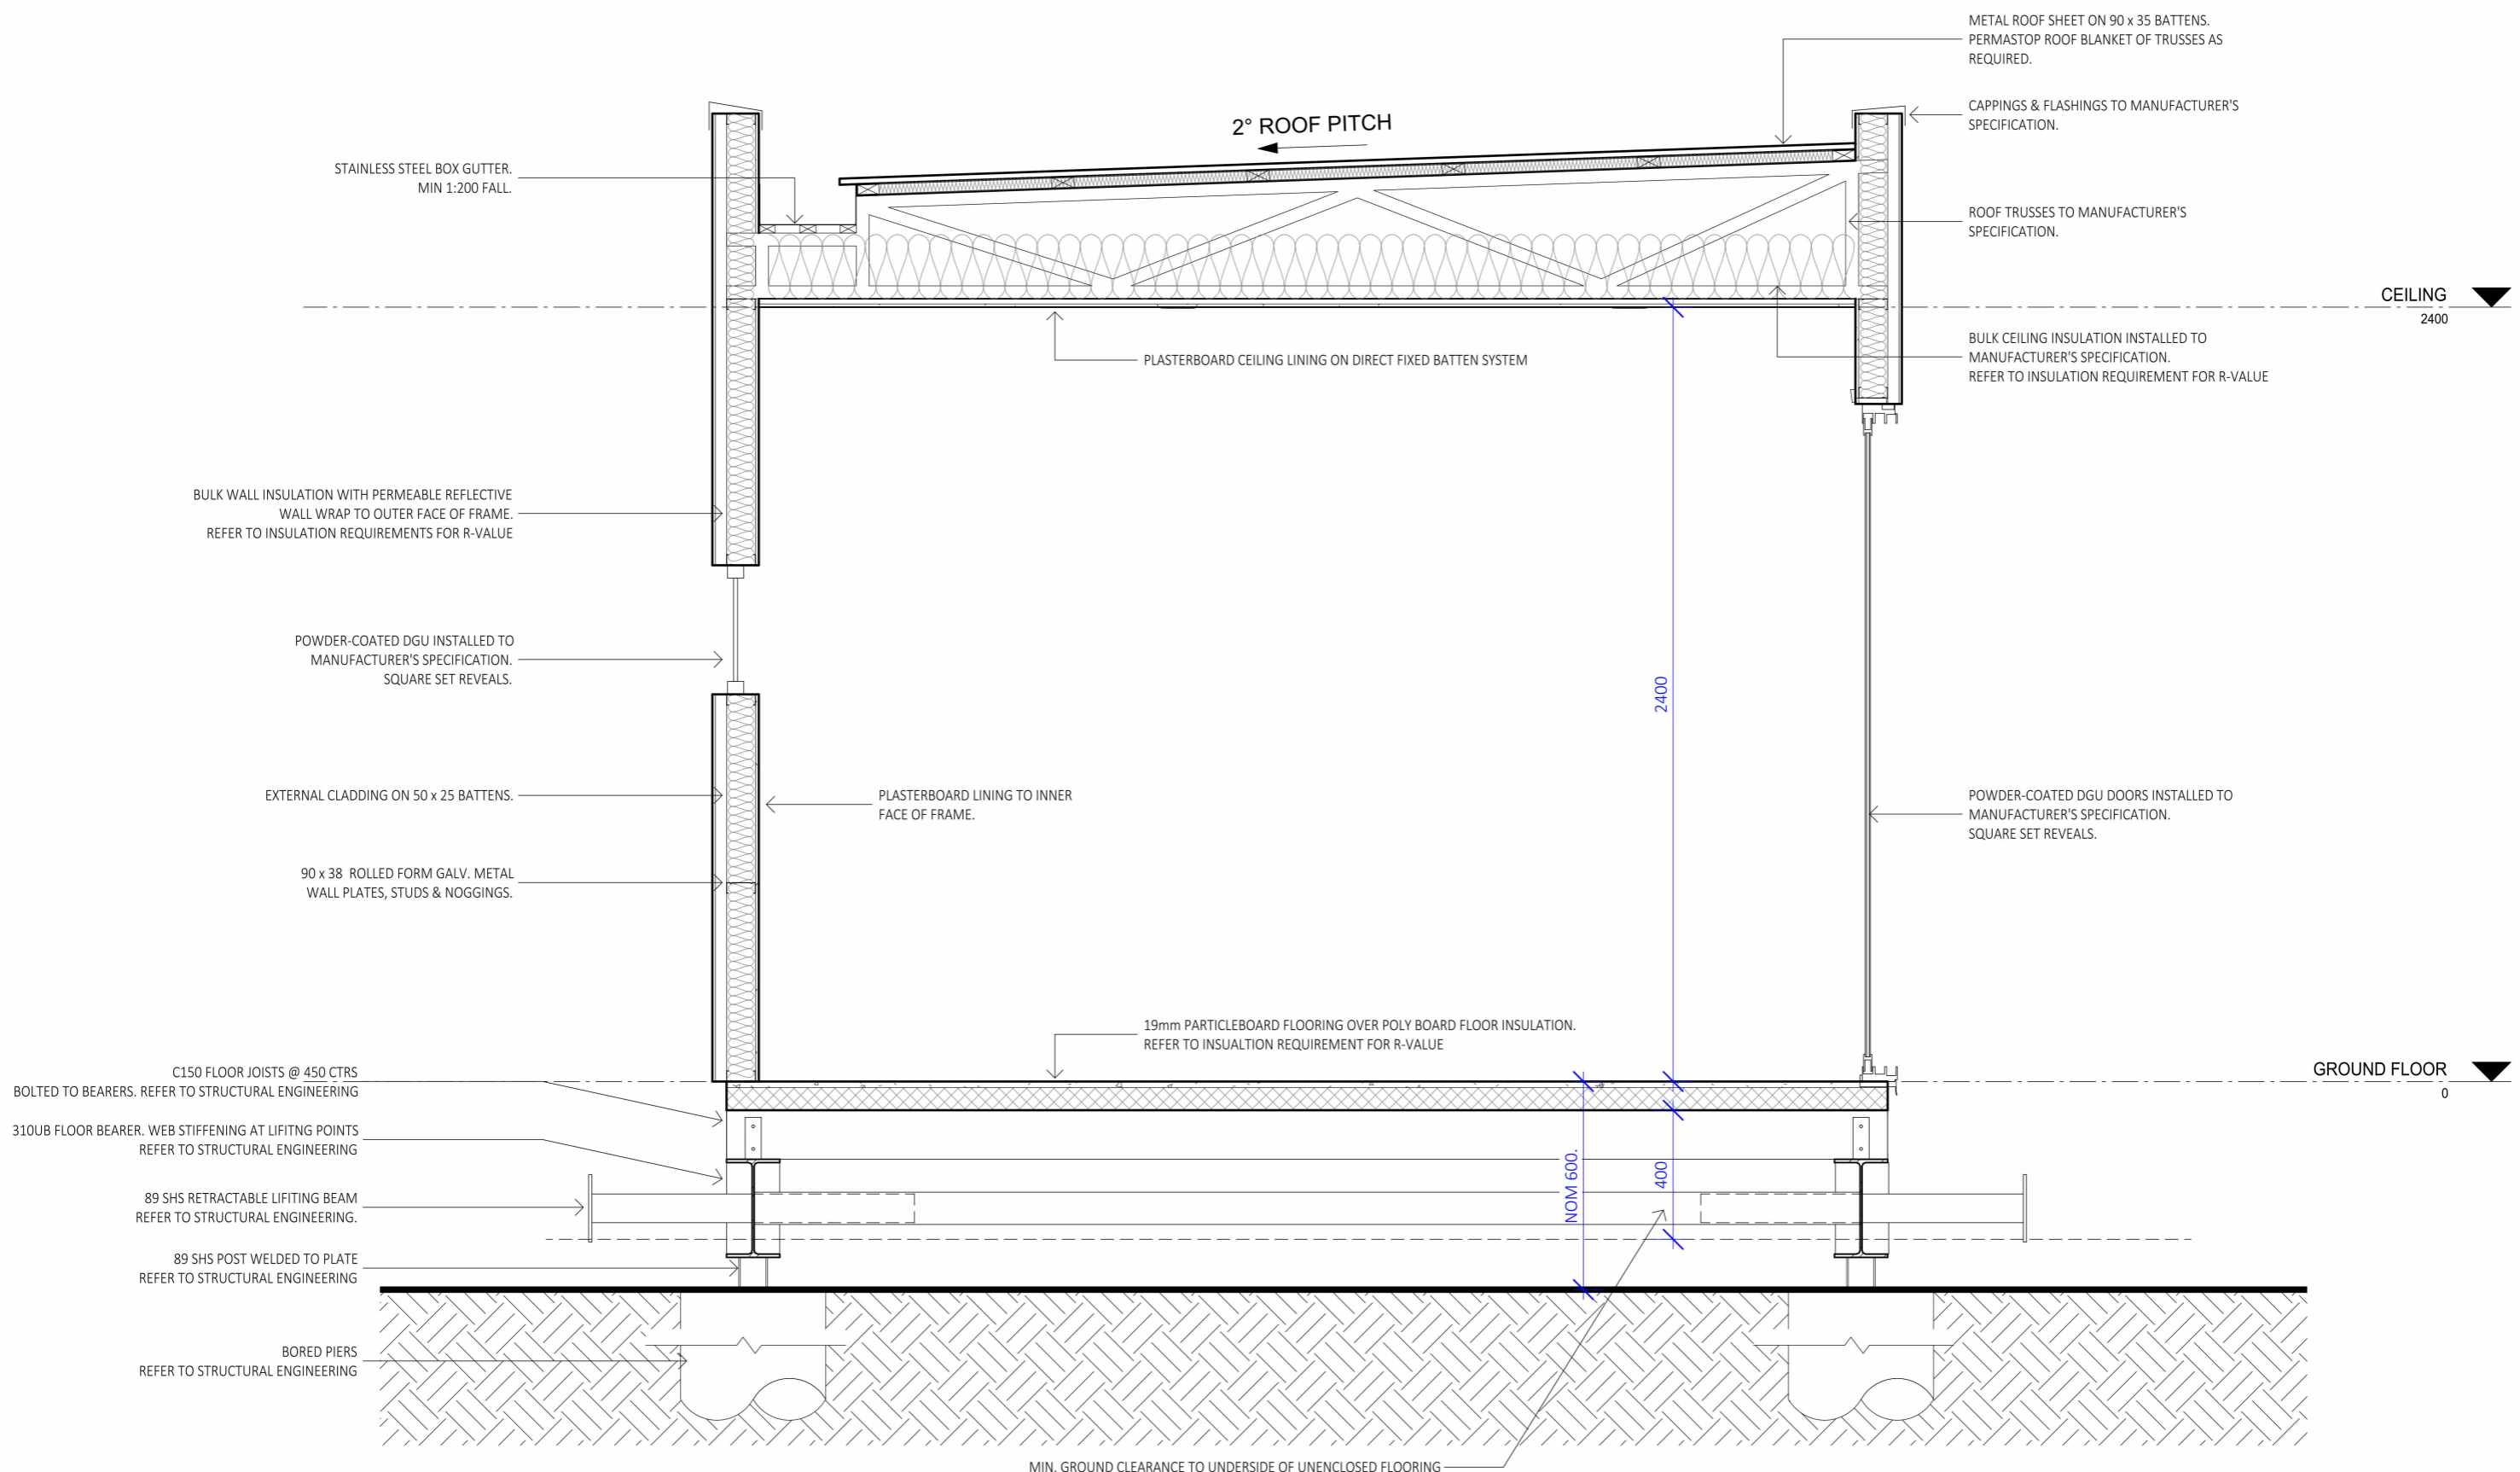 METAL ROOF SHEET ON 90 x 35 BATTENS.
PERMASTOP ROOF BLANKET OF TRUSSES AS
REQUIRED.
CAPPINGS & FLASHINGS TO MANUFACTURER'S
SPECIFICATION.
2° ROOF PITCH
STAINLESS STEEL BOX GUTTER.
MIN 1:200 FALL.
ROOF TRUSSES TO MANUFACTURER'S
SPECIFICATION.
CEILING
2400
BULK CEILING INSULATION INSTALLED TO
MANUFACTURER'S SPECIFICATION.
REFER TO INSULATION REQUIREMENT FOR R-VALUE
PLASTERBOARD CEILING LINING ON DIRECT FIXED BATTEN SYSTEM
BULK WALL INSULATION WITH PERMEABLE REFLECTIVE
WALL WRAP TO OUTER FACE OF FRAME.
REFER TO INSULATION REQUIREMENTS FOR R-VALUE
POWDER-COATED DGU INSTALLED TO
MANUFACTURER'S SPECIFICATION.
SQUARE SET REVEALS.
2400
EXTERNAL CLADDING ON 50 x 25 BATTENS.
PLASTERBOARD LINING TO INNER
FACE OF FRAME.
POWDER-COATED DGU DOORS INSTALLED TO
MANUFACTURER'S SPECIFICATION.
SQUARE SET REVEALS.
90 x 38 ROLLED FORM GALV. METAL
WALL PLATES, STUDS & NOGGINGS.
19mm PARTICLEBOARD FLOORING OVER POLY BOARD FLOOR INSULATION.
REFER TO INSUALTION REQUIREMENT FOR R-VALUE
GROUND FLOOR
0
C150 FLOOR JOISTS @ 450 CTRS
BOLTED TO BEARERS. REFER TO STRUCTURAL ENGINEERING
310UB FLOOR BEARER. WEB STIFFENING AT LIFITNG POINTS
REFER TO STRUCTURAL ENGINEERING
NOM 600.
400
89 SHS RETRACTABLE LIFITING BEAM
REFER TO STRUCTURAL ENGINEERING.
89 SHS POST WELDED TO PLATE
REFER TO STRUCTURAL ENGINEERING
BORED PIERS
REFER TO STRUCTURAL ENGINEERING
MIN. GROUND CLEARANCE TO UNDERSIDE OF UNENCLOSED FLOORING